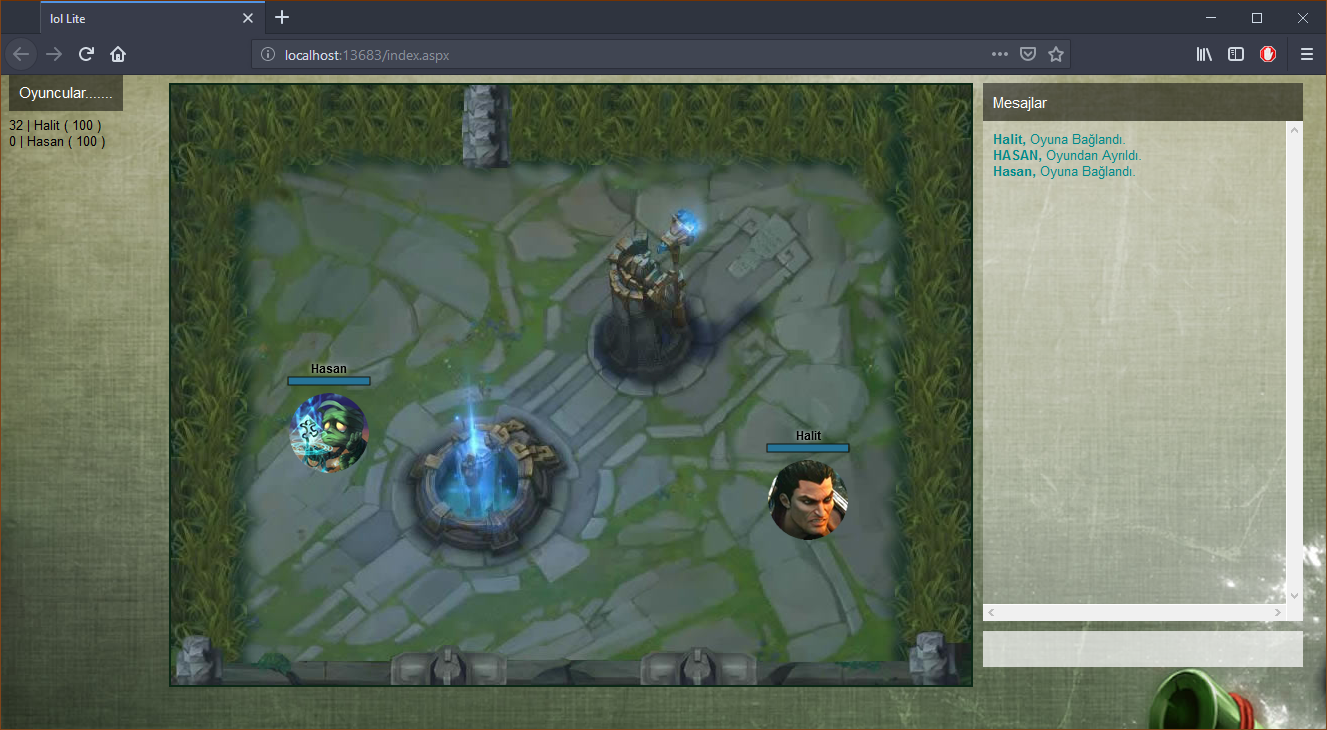 lol Lite
localhost:13683/index.aspx
Oyuncular.......
32 | Halit ( 100 )
0 | Hasan ( 100 )
Mesajlar
Halit, Oyuna Bağlandı.
HASAN, Oyundan Ayrıldı.
Hasan, Oyuna Bağlandı.
Hasan
Halit